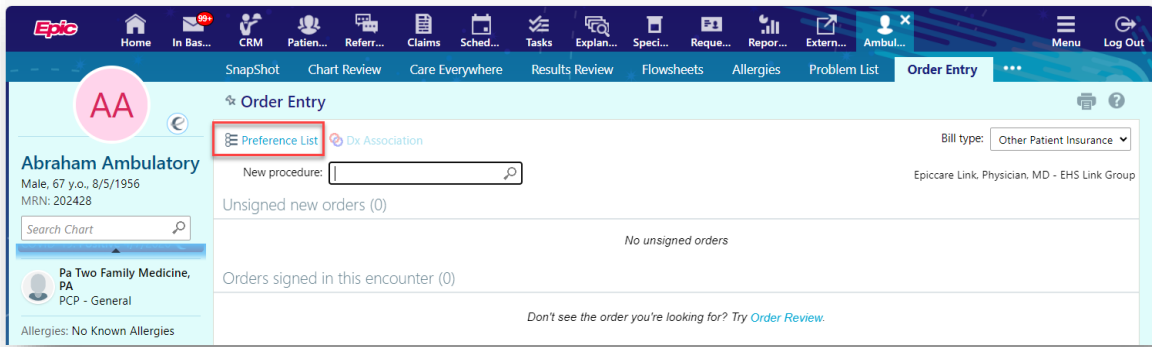 Epic
Home
In Bas...
99+
CRM
Patien...
Referr...
Claims
Sched...
Tasks
Explan...
Speci...
Reque...
Repor...
Extern...
Ambul...
Menu
Log Out
SnapShot
Chart Review
Care Everywhere
Results Review
Flowsheets
Allergies
Problem List
Order Entry
AA
Abraham Ambulatory
Male, 67 y.o., 8/5/1956
MRN: 202428
Search Chart
Pa Two Family Medicine,
PA
PCP - General
Allergies: No Known Allergies
Order Entry
Preference List
Dx Association
Bill type:
Other Patient Insurance
New procedure:
Epiccare Link, Physician, MD - EHS Link Group
Unsigned new orders (0)
No unsigned orders
Orders signed in this encounter (0)
Don't see the order you're looking for? Try Order Review.